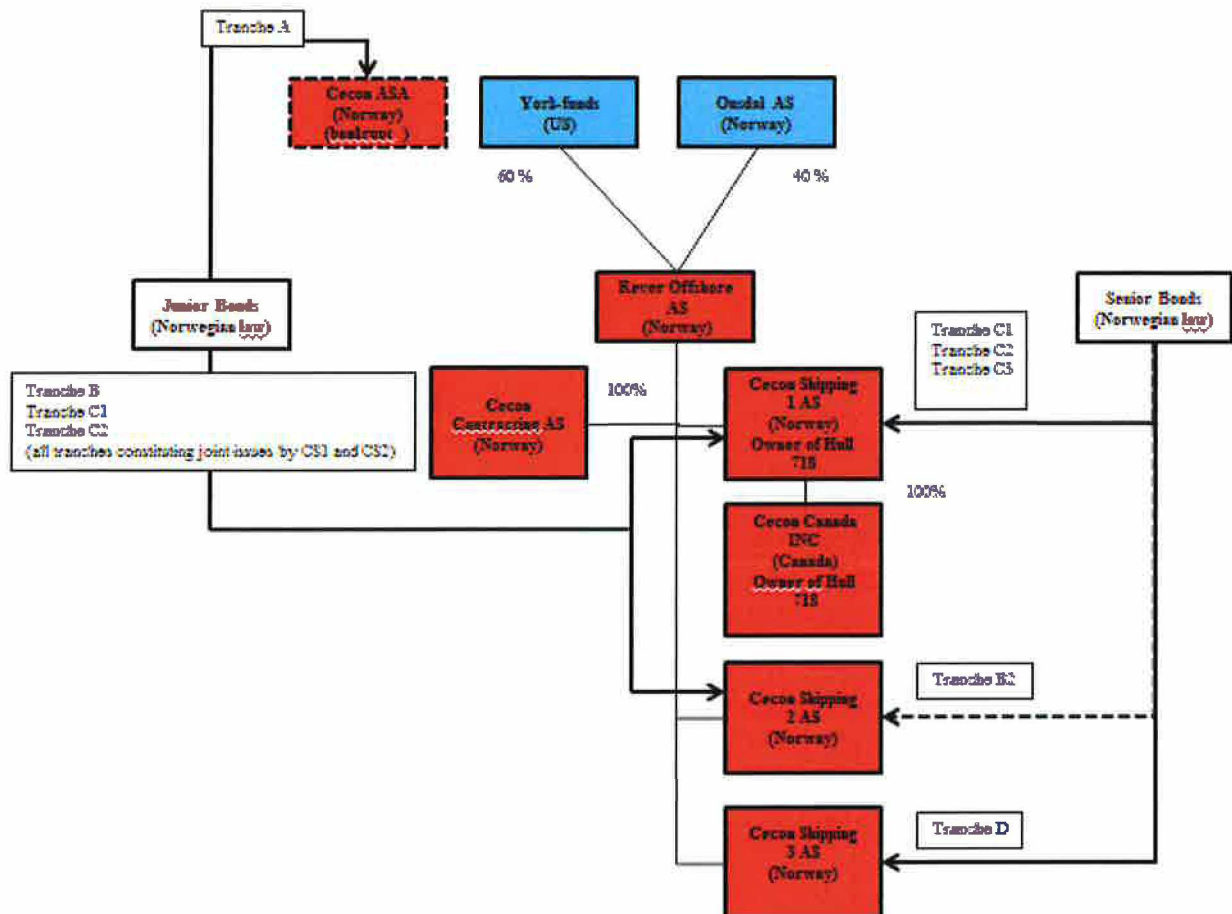 Tranche A
Cecon ASA
(Norway)
York-funds
(US)
(Norway)
60 %
40 %
Junior Bonds
(Norwegian law)
Rever Offshore
AS
(Norway)
Senior Bonds
(Norwegian law)
Tranche C1
Tranche C2
Tranche C3
Tranche B
Tranche C1
Tranche C2
(all tranches constituting joint issues by CS1 and CS2)
Cecon
Contracting AS
(Norway)
100%
Cecon Shipping
1 AS
(Norway)
Owner of Hull
718
100%
Cecon Canada
INC
(Canada)
Owner of Hull
718
Cecon Shipping
2 AS
(Norway)
Tranche B2
Cecon Shipping
3 AS
(Norway)
Tranche D